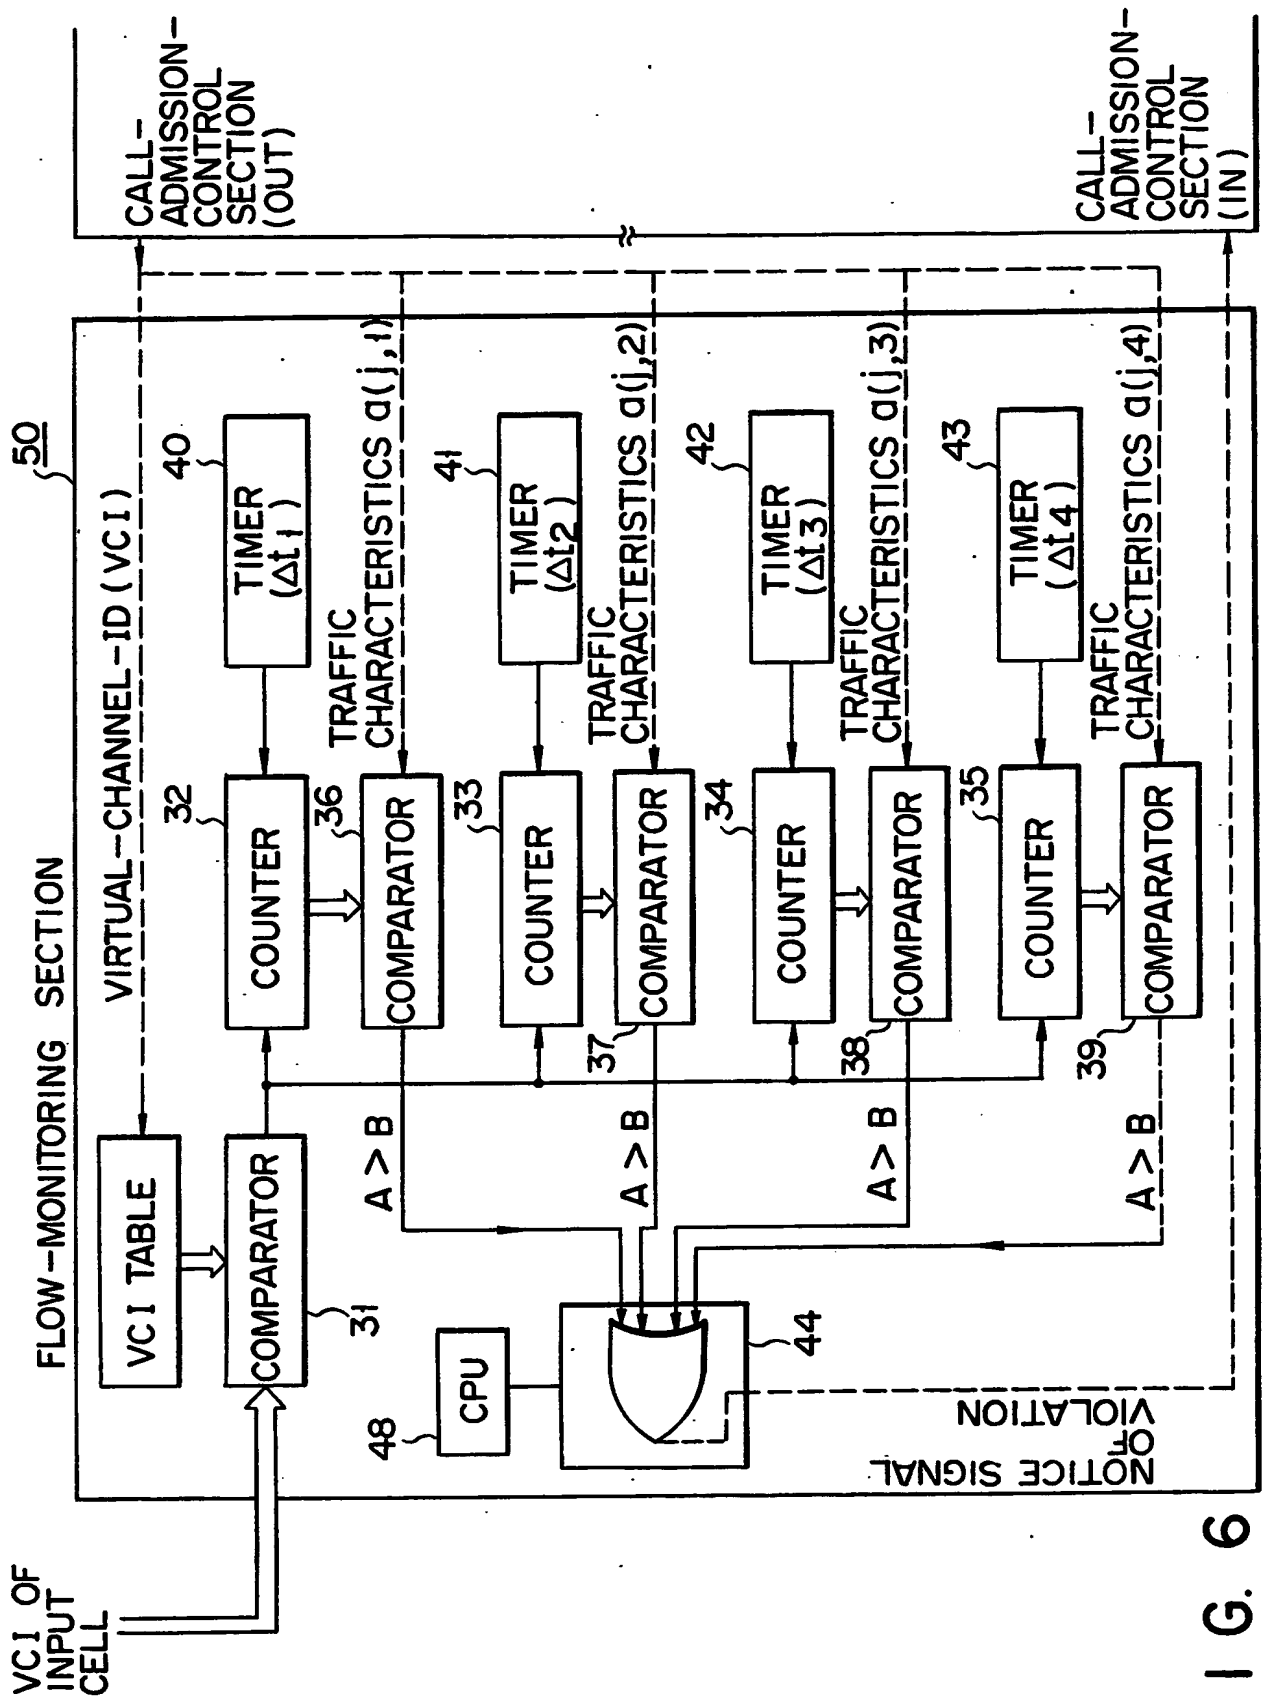 VCI OF
INPUT
CELL
FLOW-MONITORING SECTION
50
VIRTUAL-CHANNEL-ID (VCI)
CALL-
ADMISSION-
CONTROL
SECTION
(OUT)
VCI TABLE
COMPARATOR
31
32
COUNTER
40
TIMER
(Δt1)
36
COMPARATOR
TRAFFIC
CHARACTERISTICS a(j,1)
A > B
33
COUNTER
41
TIMER
(Δt2)
37
COMPARATOR
TRAFFIC
CHARACTERISTICS a(j,2)
A > B
48
CPU
44
34
COUNTER
42
TIMER
(Δt3)
38
COMPARATOR
TRAFFIC
CHARACTERISTICS a(j,3)
A > B
35
COUNTER
43
TIMER
(Δt4)
39
COMPARATOR
TRAFFIC
CHARACTERISTICS a(j,4)
A > B
NOTICE SIGNAL
OF
VIOLATION
CALL-
ADMISSION-
CONTROL
SECTION
(IN)
I G. 6